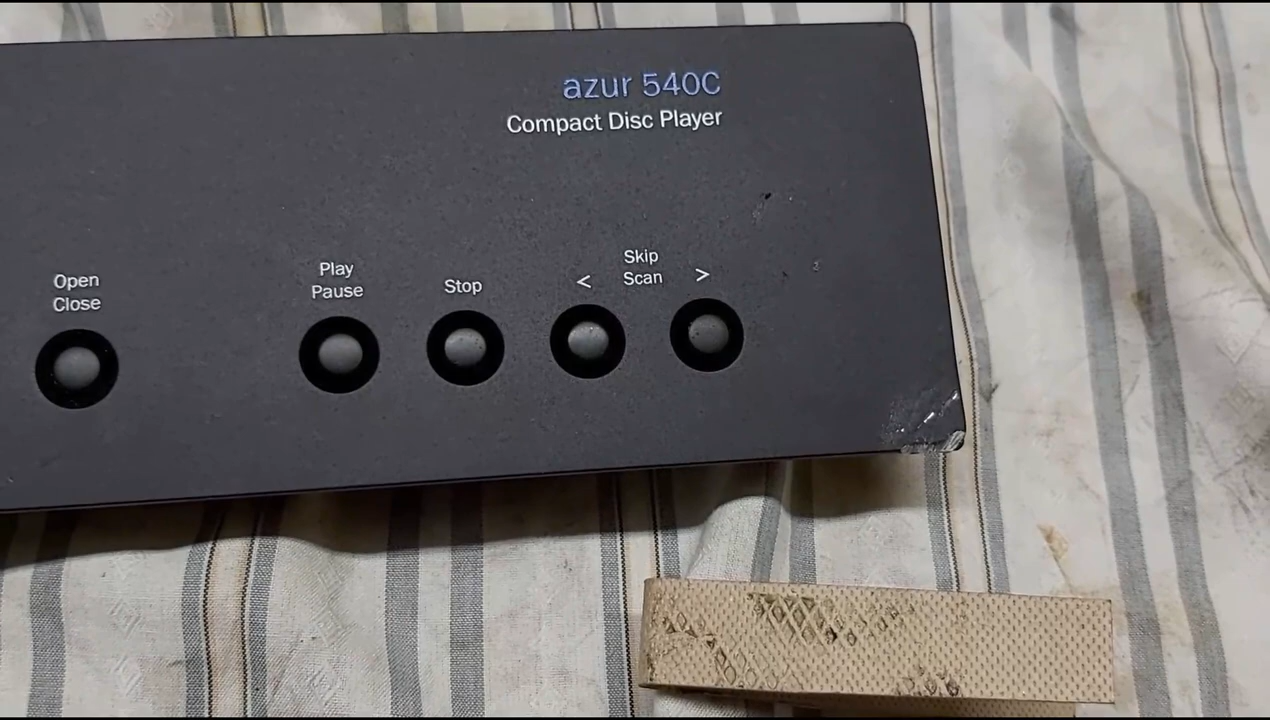 azur 540C
Compact Disc Player
Open
Close
Play
Pause
Stop
<
Skip
Scan
>